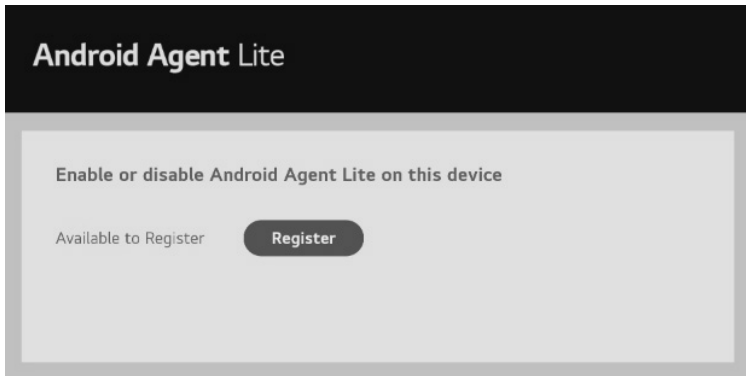 Android Agent Lite
Enable or disable Android Agent Lite on this device
Available to Register
Register